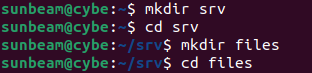 sunbeam@cybe:~$ mkdir srv
sunbeam@cybe:~$ cd srv
sunbeam@cybe:~/srv$ mkdir files
sunbeam@cybe:~/srv$ cd files